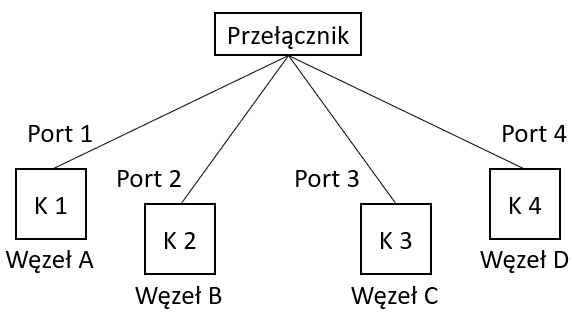 Przełącznik
Port 1
Port 4
Port 2
Port 3
K 1
K 4
K 2
K 3
Węzeł A
Węzeł D
Węzeł B
Węzeł C